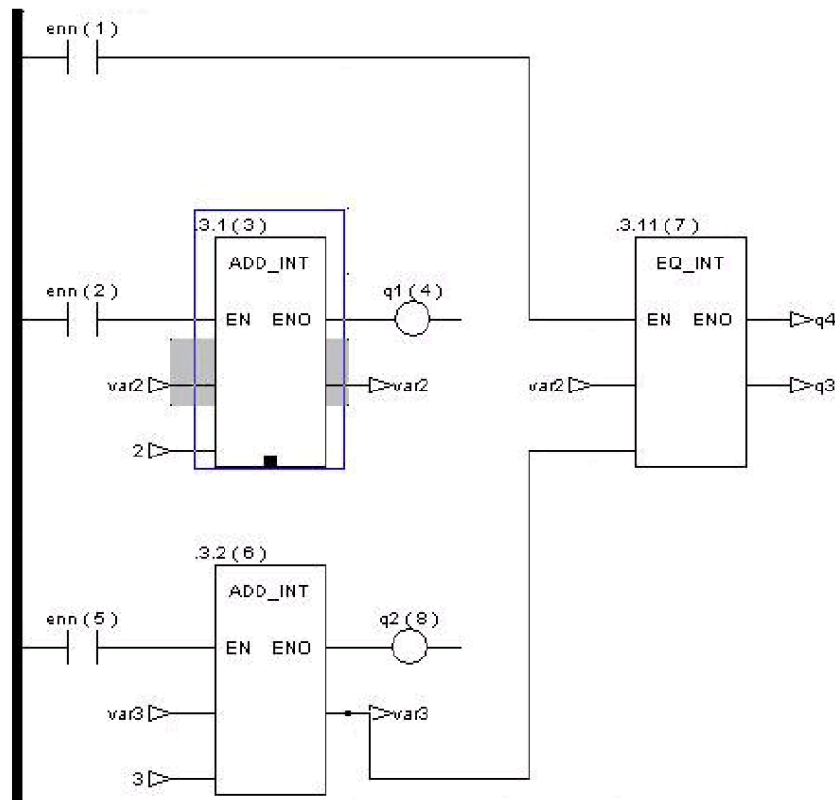 enn(1)
.3.1(3)
.3.11(7)
ADD_INT
EQ_INT
enn(2)
q1(4)
EN ENO
EN ENO
q4
var2
var2
var2
q3
2
.3.2(6)
ADD_INT
enn(5)
q2(8)
EN ENO
var3
var3
3